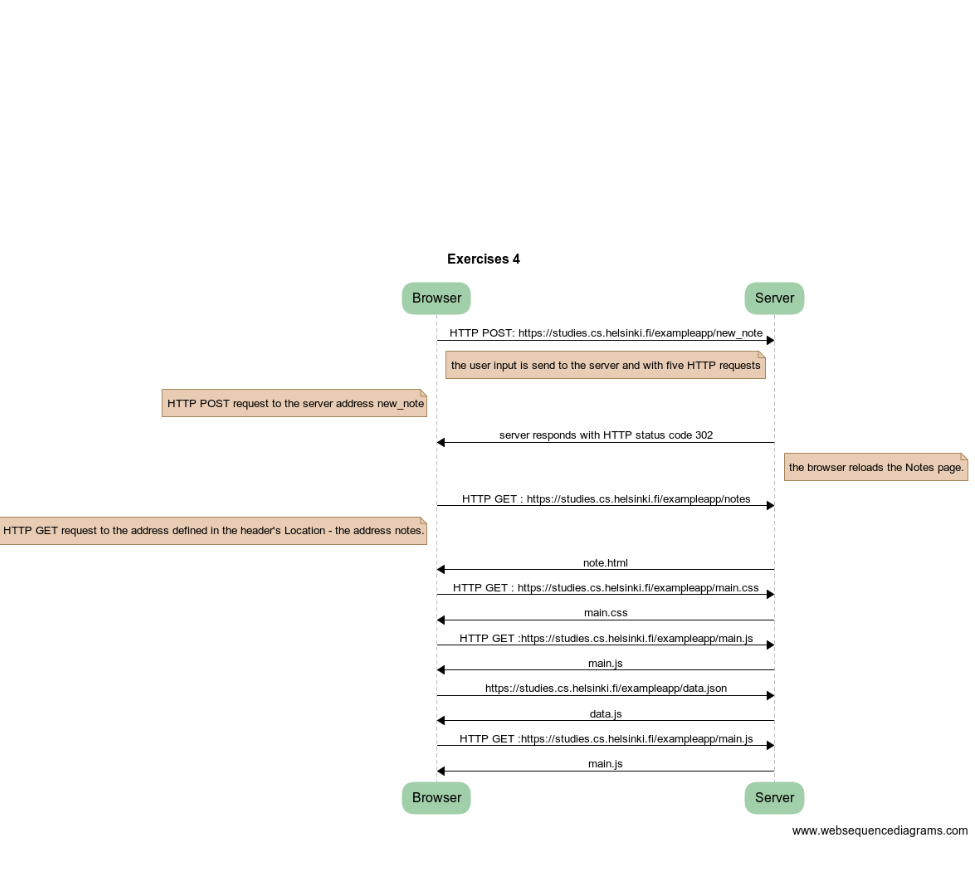 Exercises 4
Browser
Server
HTTP POST: https://studies.cs.helsinki.fi/exampleapp/new_note
the user input is send to the server and with five HTTP requests
HTTP POST request to the server address new_note
server responds with HTTP status code 302
the browser reloads the Notes page.
HTTP GET : https://studies.cs.helsinki.fi/exampleapp/notes
HTTP GET request to the address defined in the header's Location - the address notes.
note.html
HTTP GET : https://studies.cs.helsinki.fi/exampleapp/main.css
main.css
HTTP GET :https://studies.cs.helsinki.fi/exampleapp/main.js
main.js
https://studies.cs.helsinki.fi/exampleapp/data.json
data.js
HTTP GET :https://studies.cs.helsinki.fi/exampleapp/main.js
main.js
Browser
Server
www.websequencediagrams.com